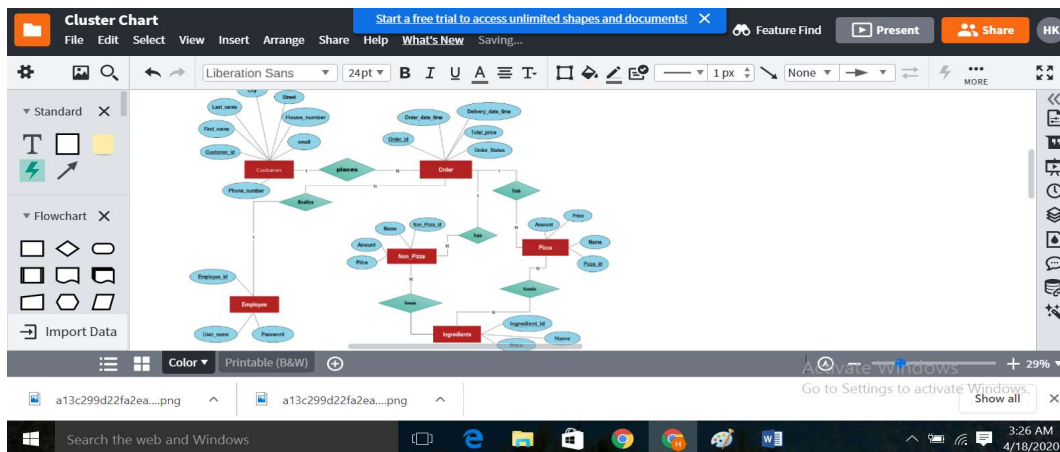 Cluster Chart
Start a free trial to access unlimited shapes and documents! X
File Edit Select View Insert Arrange Share Help What's New Saving...
Feature Find
Present
Share
HK
Liberation Sans
24pt
B I U A T
1 px
None
MORE
Standard
T
Flowchart
Import Data
City
Street
Last_name
House_number
First_name
email
Customer_id
Customer
Phone_number
1
places
N
Order_date_time
Delivery_date_time
Total_price
Order_id
Order_Status
Order
N
1
finalize
has
Name
Non_Pizza_id
Amount
Price
Non_Pizza
N
has
Amount
Price
Name
Pizza_id
Pizza
N
N
Needs
Needs
N
Employee_id
Employee
User_name
Password
Ingredients
Ingredient_id
Name
Price
Color
Printable (B&W)
29%
Activate Windows
Go to Settings to activate Windows.
a13c299d22fa2ea....png
a13c299d22fa2ea....png
Show all
Search the web and Windows
3:26 AM
4/18/2020